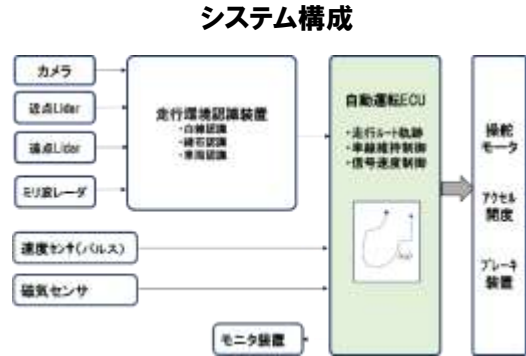 システム構成
カメラ
近点Lidar
遠点Lidar
ミリ波レーダ
走行環境認識装置
・白線認識
・縁石認識
・車両認識
速度センサ(パルス)
磁気センサ
モニタ装置
自動運転ECU
・走行ルート軌跡
・車線維持制御
・信号速度制御
操舵
モータ
アクセル
開度
ブレーキ
装置